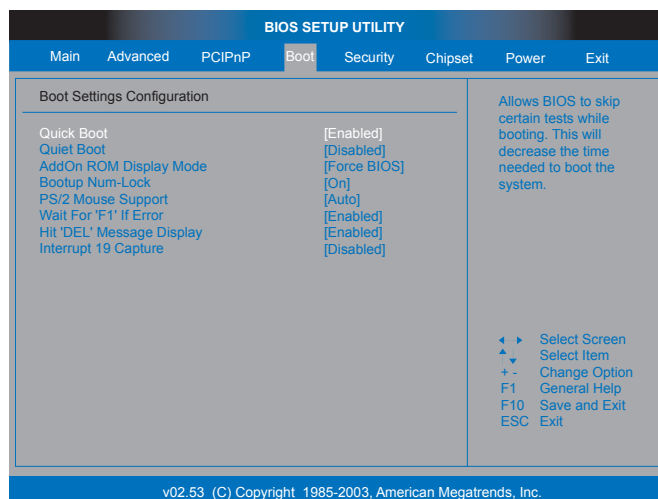 BIOS SETUP UTILITY
Main Advanced PCIPnP Boot Security Chipset Power Exit
Boot Settings Configuration
Quick Boot [Enabled]
Quiet Boot [Disabled]
AddOn ROM Display Mode [Force BIOS]
Bootup Num-Lock [On]
PS/2 Mouse Support [Auto]
Wait For 'F1' If Error [Enabled]
Hit 'DEL' Message Display [Enabled]
Interrupt 19 Capture [Disabled]
Allows BIOS to skip
certain tests while
booting. This will
decrease the time
needed to boot the
system.
Select Screen
Select Item
+ - Change Option
F1 General Help
F10 Save and Exit
ESC Exit
v02.53 (C) Copyright 1985-2003, American Megatrends, Inc.